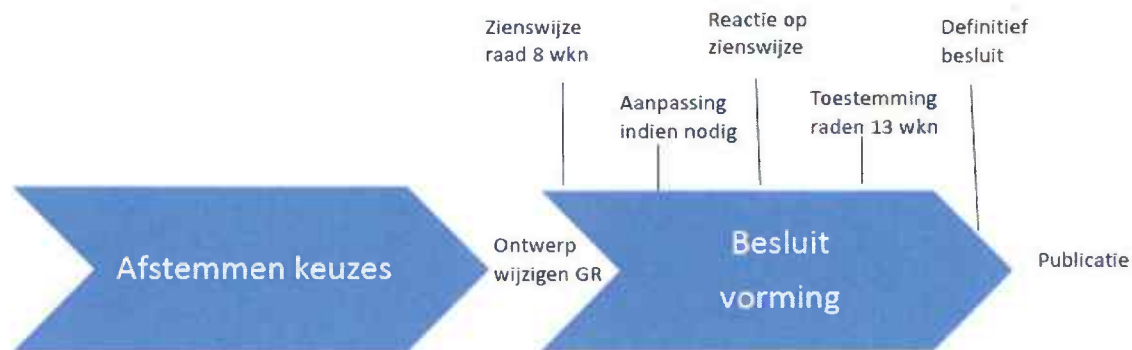 Zienswijze
raad 8 wkn
Aanpassing
indien nodig
Reactie op
zienswijze
Toestemming
raden 13 wkn
Definitief
besluit
Afstemmen keuzes
Ontwerp
wijzigen GR
Besluit
vorming
Publicatie